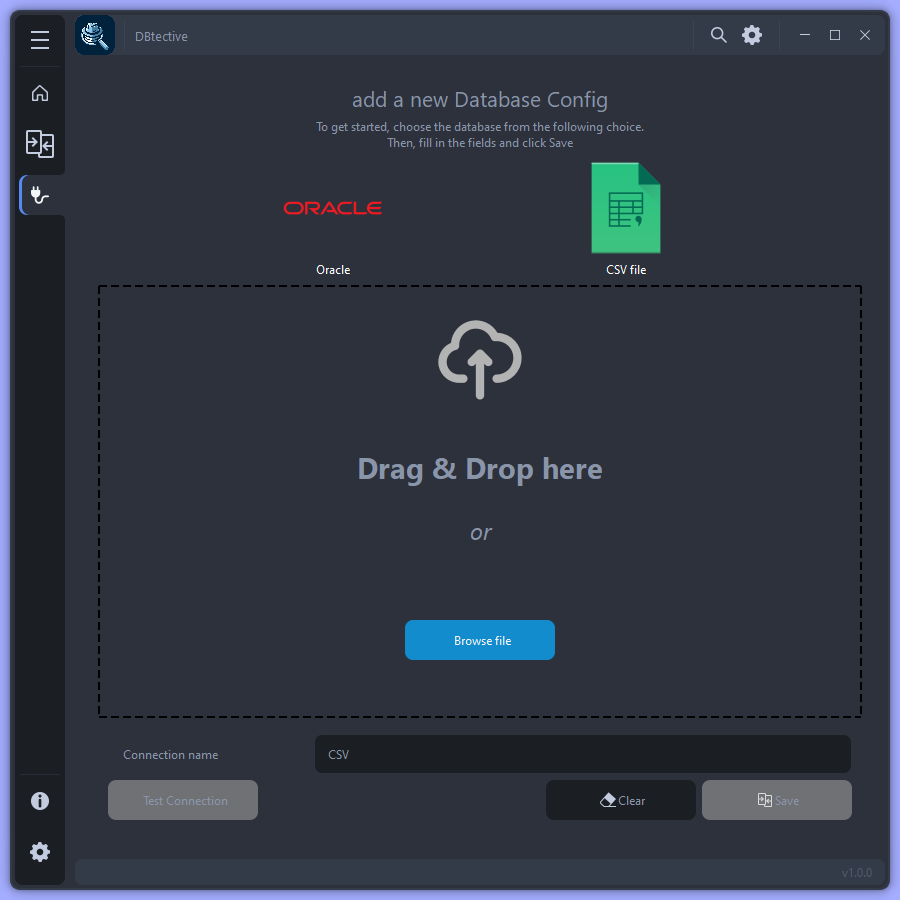 DBtective
add a new Database Config
To get started, choose the database from the following choice.
Then, fill in the fields and click Save
ORACLE
Oracle
CSV file
Drag & Drop here
or
Browse file
Connection name
CSV
Test Connection
Clear
Save
v1.0.0